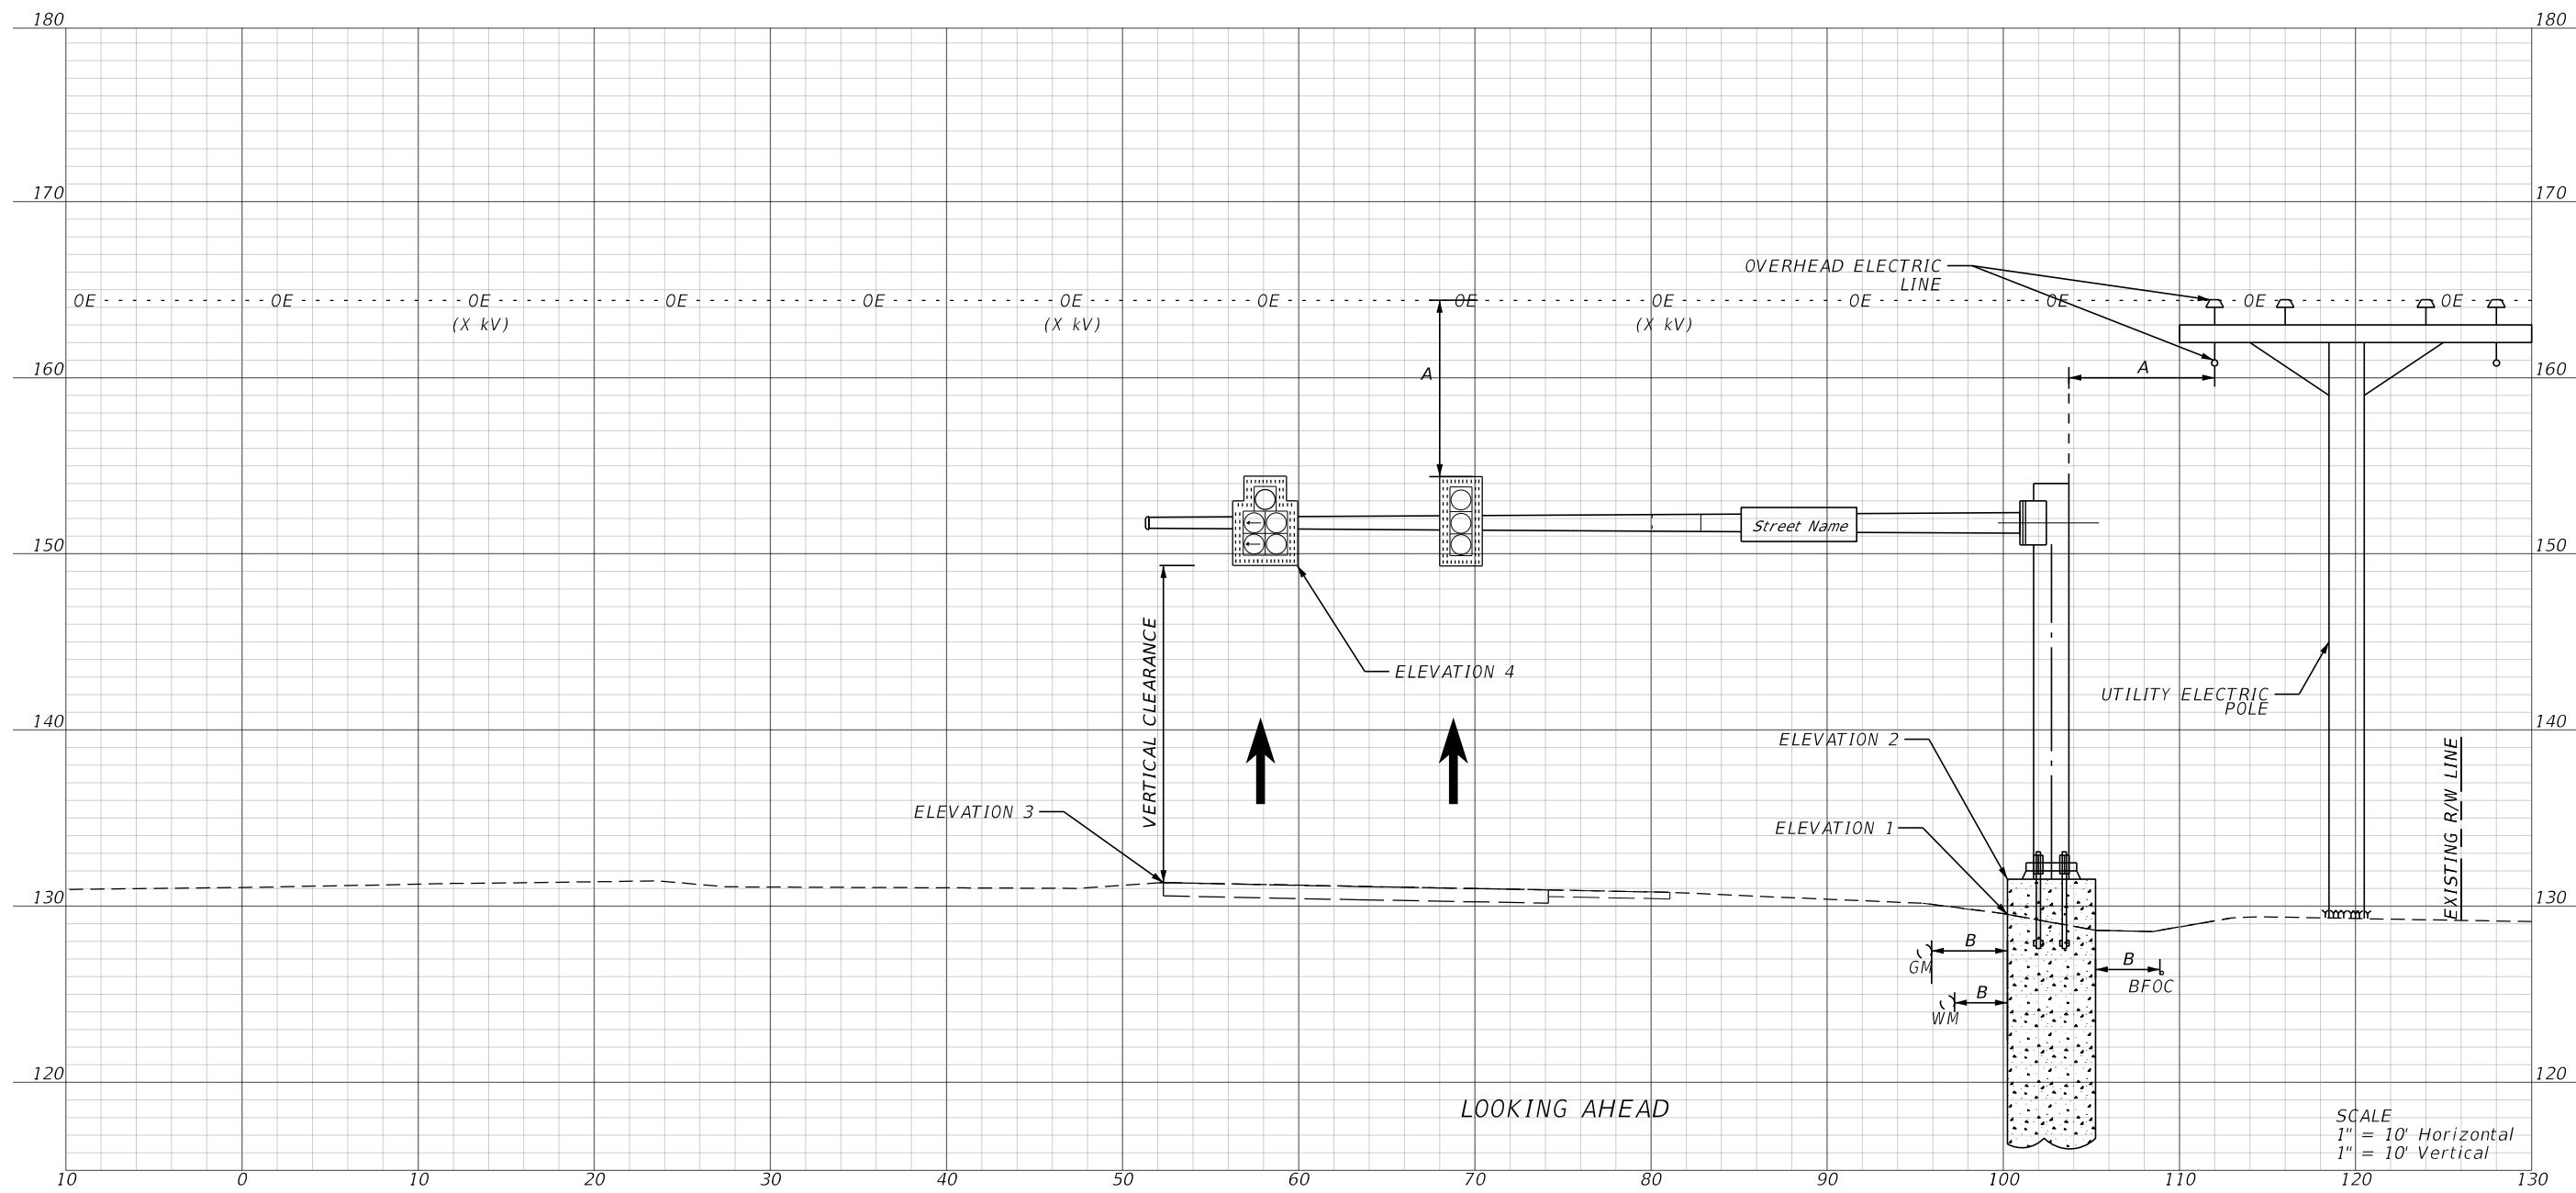 180 180
170 170
OVERHEAD ELECTRIC
LINE
OE OE OE OE OE OE OE OE OE OE OE OE OE
(X kV) (X kV) (X kV)
160 A A 160
Street Name
150 150
VERTICAL CLEARANCE
ELEVATION 4
UTILITY ELECTRIC
POLE
140 140
ELEVATION 2
EXISTING R/W LINE
ELEVATION 3
ELEVATION 1
130 130
B
GM
B
BFOC
B
WM
120 120
LOOKING AHEAD
SCALE
1" = 10' Horizontal
1" = 10' Vertical
10 0 10 20 30 40 50 60 70 80 90 100 110 120 130